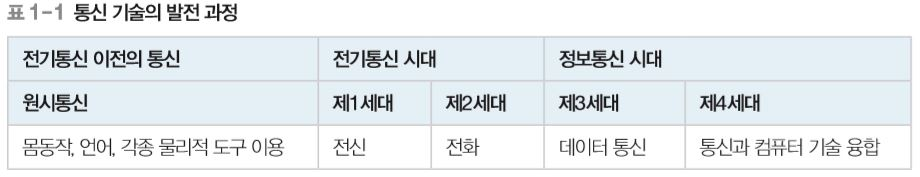 표 1-1 통신 기술의 발전 과정
전기통신 이전의 통신 전기통신 시대 정보통신 시대
원시통신 제1세대 제2세대 제3세대 제4세대
몸동작, 언어, 각종 물리적 도구 이용 전신 전화 데이터 통신 통신과 컴퓨터 기술 융합